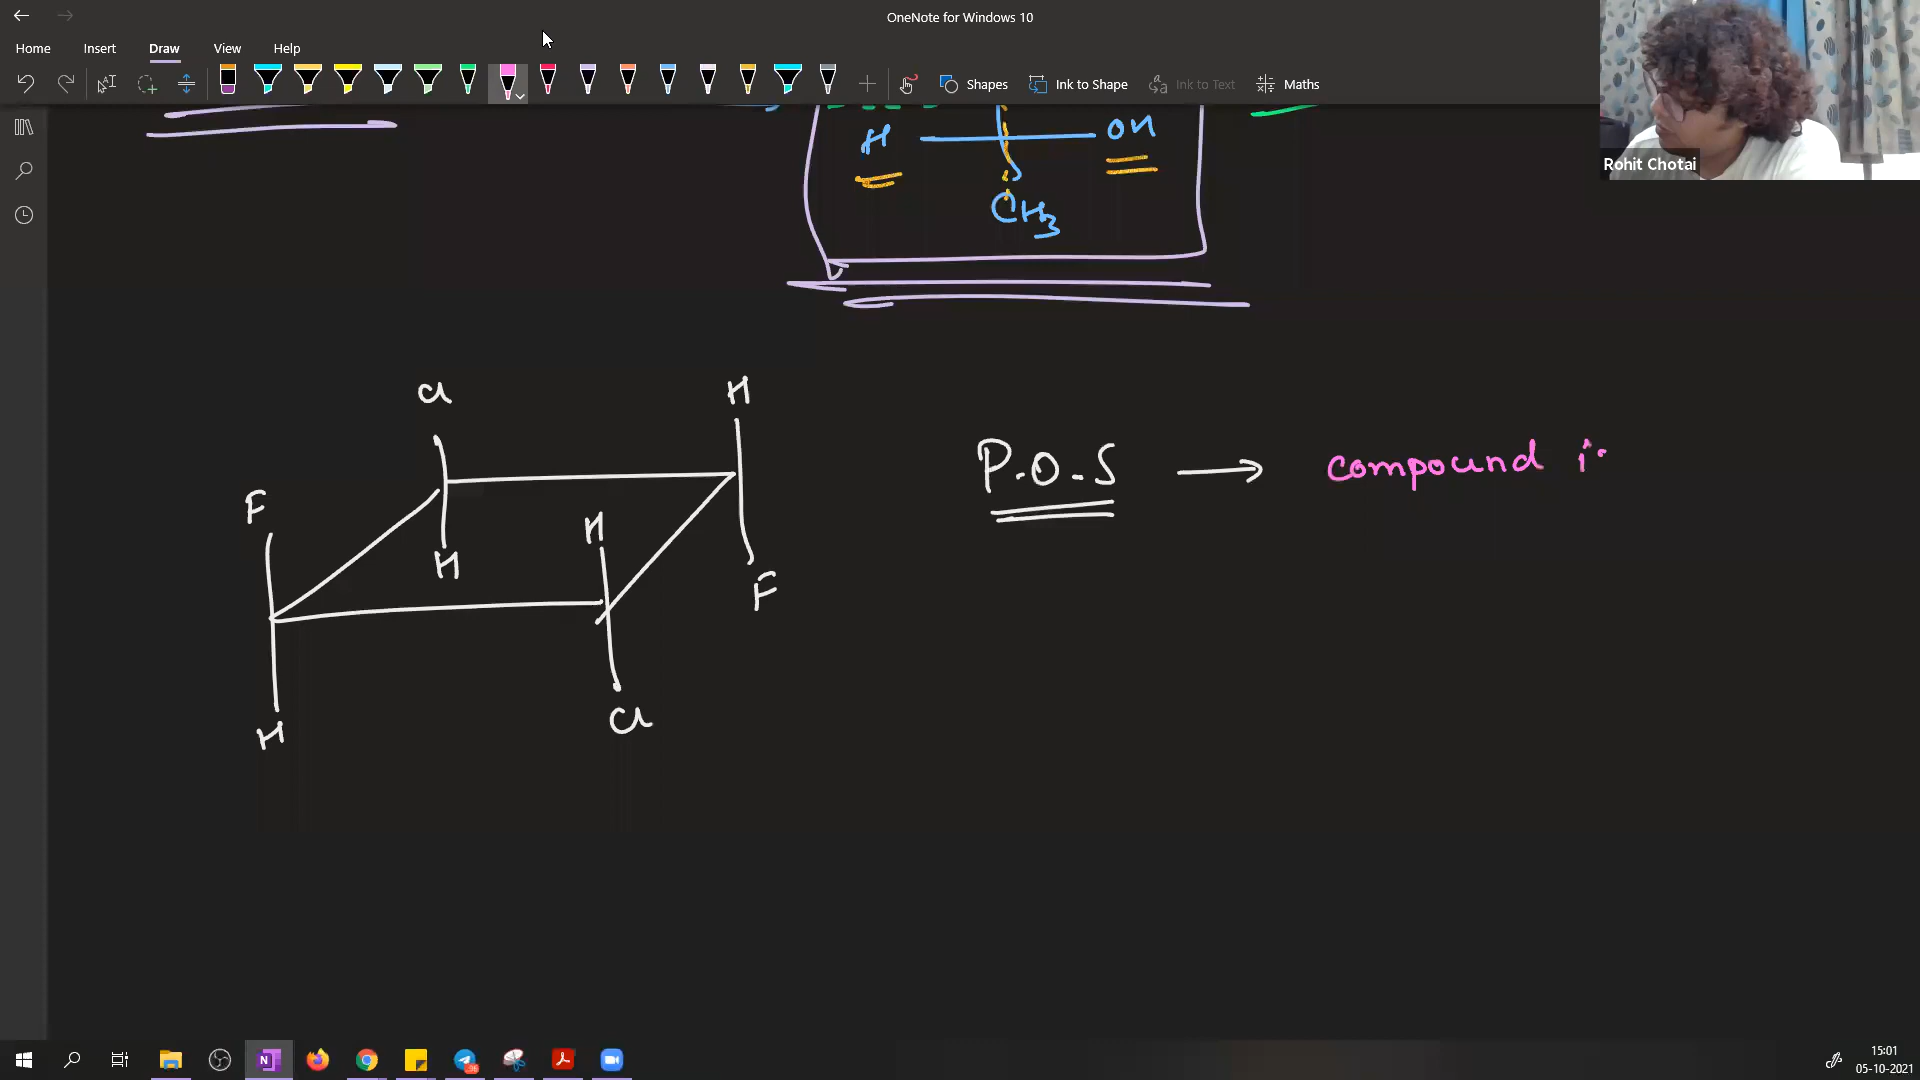 OneNote for Windows 10
Home Insert Draw View Help
Shapes Ink to Shape Ink to Text Maths
Rohit Chotai
H OH
CH3
Cl H
F H
H F
H Cl
P.O.S → compound i
N
15:01
05-10-2021